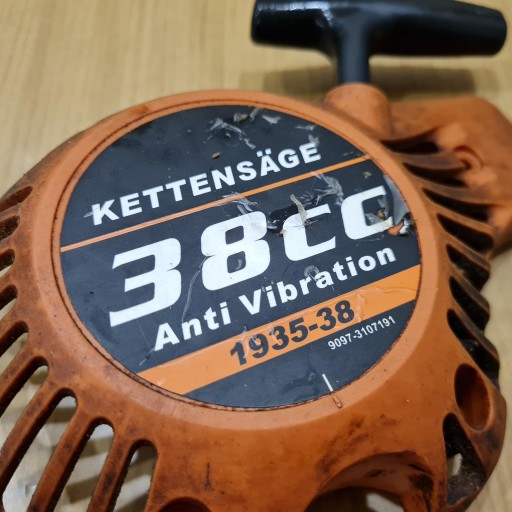 KETTENSÄGE
38cc
Anti Vibration
1935-38
9097-3107191